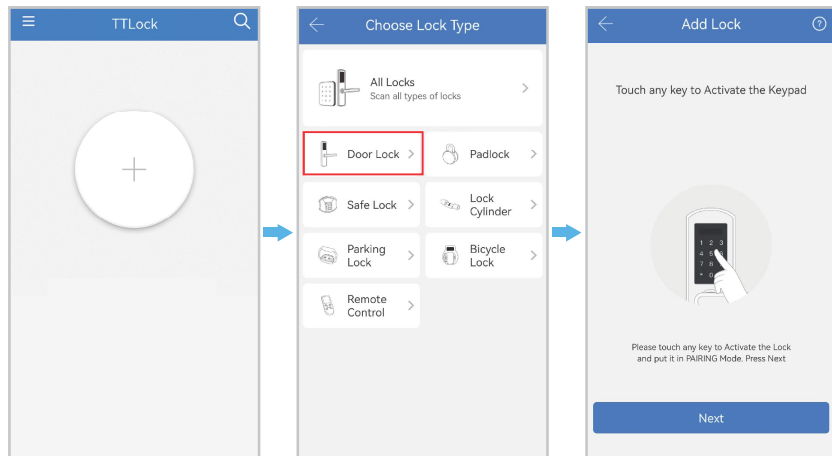 TTLock
Choose Lock Type
All Locks
Scan all types of locks
Door Lock
Padlock
Safe Lock
Lock
Cylinder
Parking
Lock
Bicycle
Lock
Remote
Control
Add Lock
Touch any key to Activate the Keypad
1 2 3
4 5 6
7 8
* 0
Please touch any key to Activate the Lock
and put it in PAIRING Mode. Press Next
Next